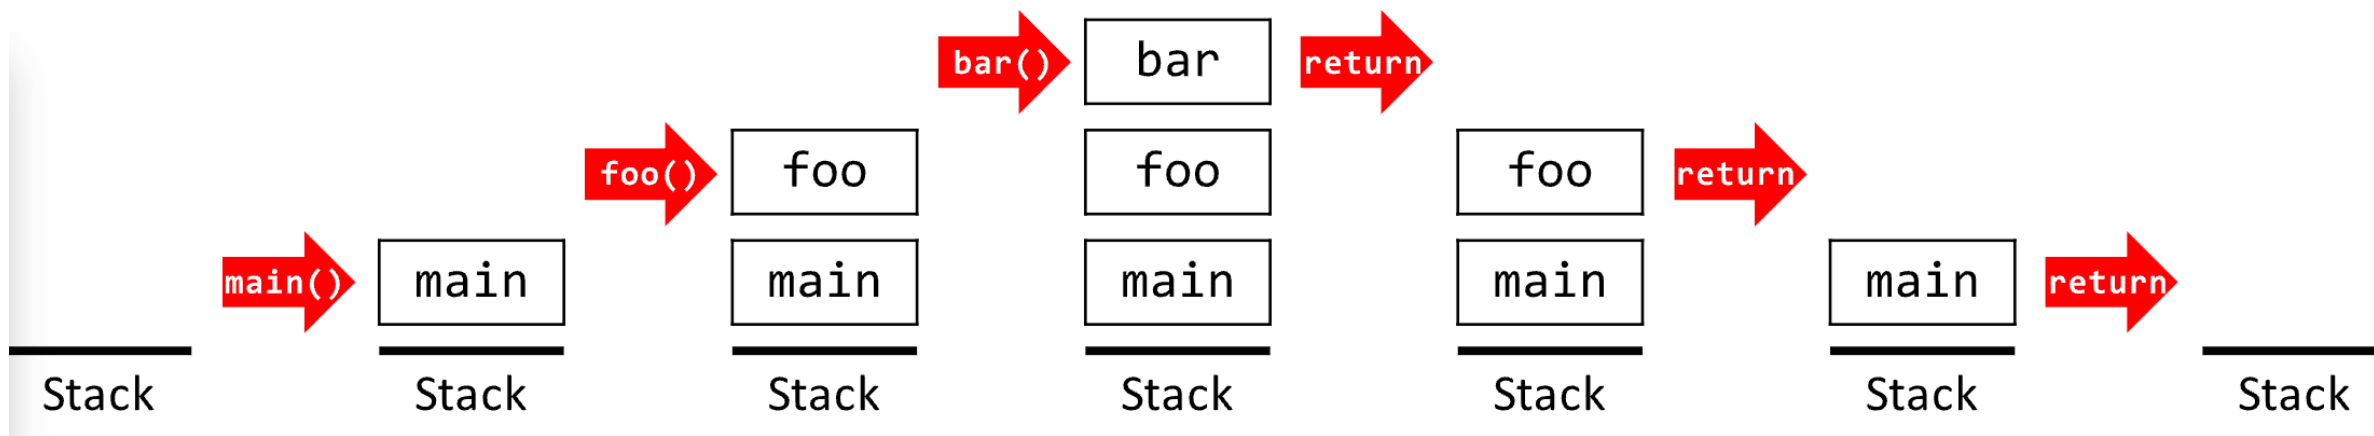 bar() bar return
foo() foo foo foo return
main() main main main main main return
Stack Stack Stack Stack Stack Stack Stack